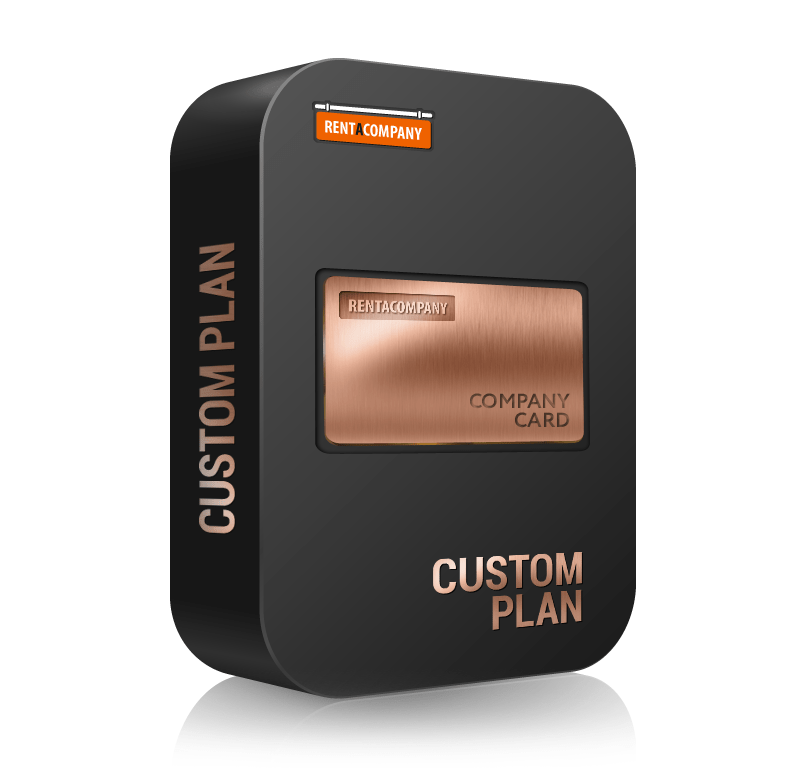 RENTACOMPANY
CUSTOM PLAN
RENTACOMPANY
COMPANY
CARD
CUSTOM
PLAN